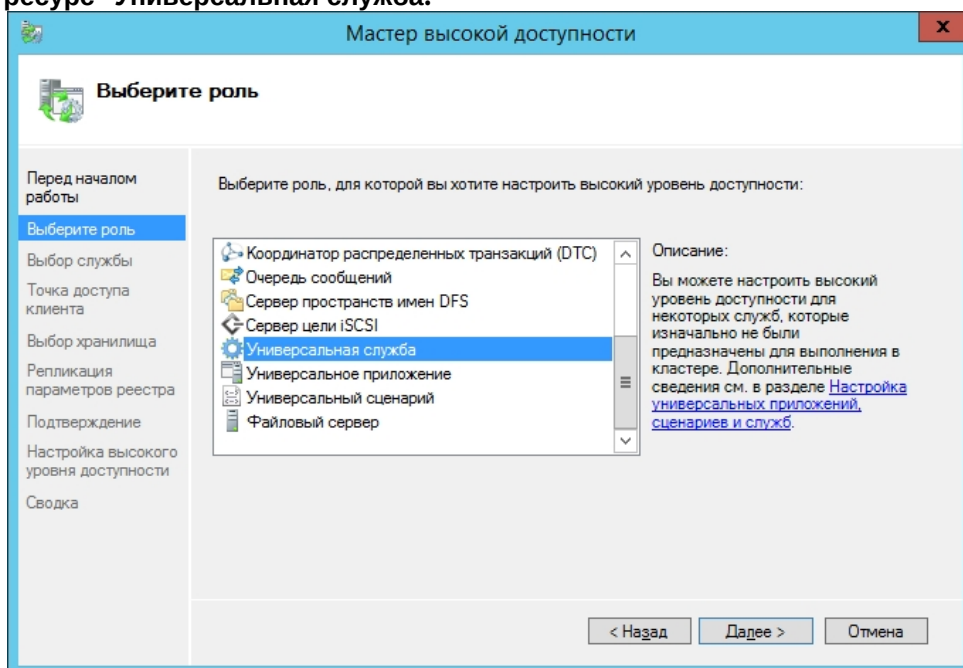 ресурс "Универсальная служба.
Мастер высокой доступности
x
Выберите роль
Перед началом
работы
Выберите роль
Выбор службы
Точка доступа
клиента
Выбор хранилища
Репликация
параметров реестра
Подтверждение
Настройка высокого
уровня доступности
Сводка
Выберите роль, для которой вы хотите настроить высокий уровень доступности:
Координатор распределенных транзакций (DTC)
Очередь сообщений
Сервер пространств имен DFS
Сервер цели iSCSI
Универсальная служба
Универсальное приложение
Универсальный сценарий
Файловый сервер
Описание:
Вы можете настроить высокий
уровень доступности для
некоторых служб, которые
изначально не были
предназначены для выполнения в
кластере. Дополнительные
сведения см. в разделе Настройка
универсальных приложений,
сценариев и служб.
< Назад
Далее >
Отмена